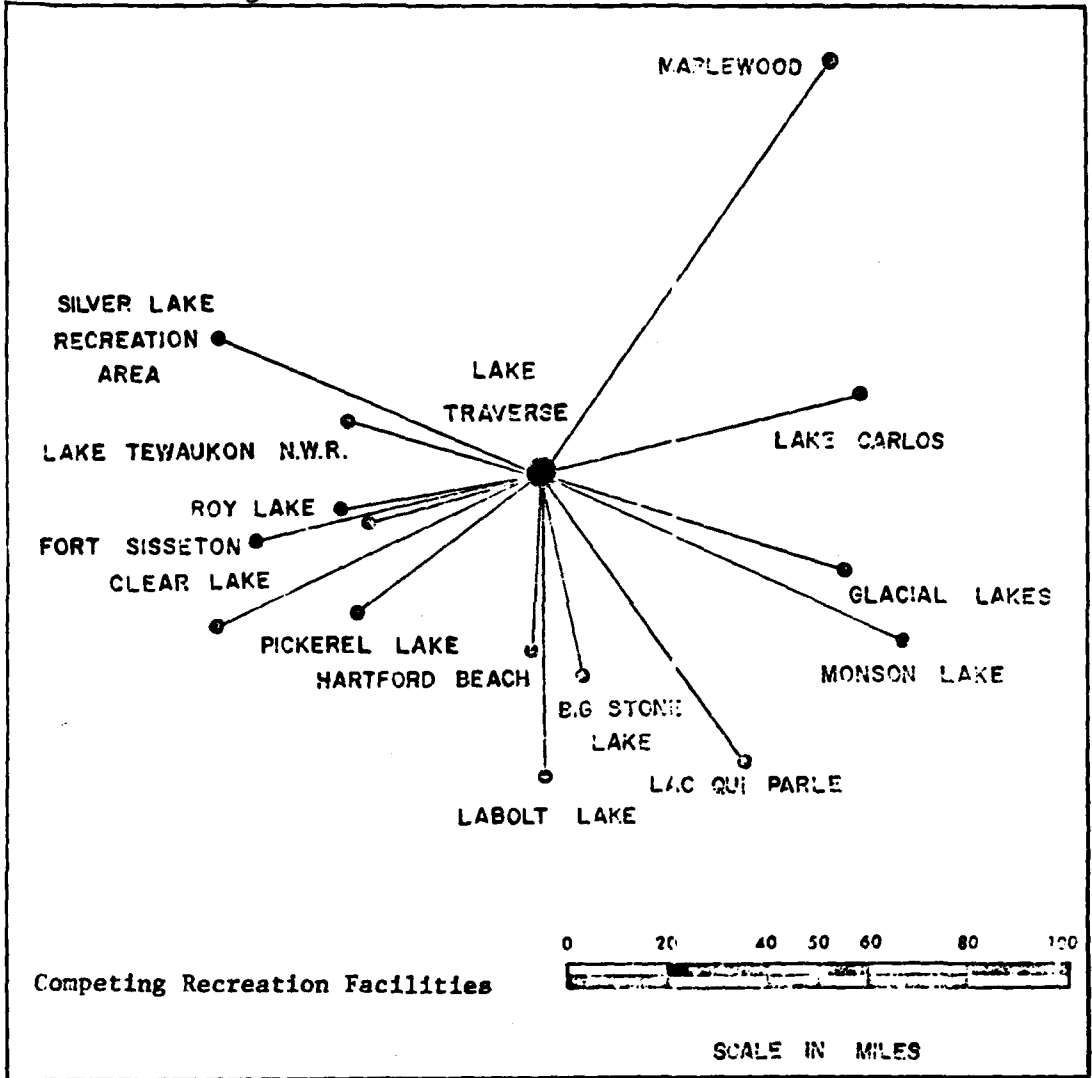 MAPLEWOOD
SILVER LAKE
RECREATION
AREA
LAKE
TRAVERSE
LAKE CARLOS
LAKE TEWAUKON N.W.R.
ROY LAKE
FORT SISSETON
CLEAR LAKE
GLACIAL LAKES
PICKEREL LAKE
MONSON LAKE
HARTFORD BEACH
BIG STONE
LAKE
LAC QUI PARLE
LABOLT LAKE
0 20 40 50 60 80 100
Competing Recreation Facilities
SCALE IN MILES